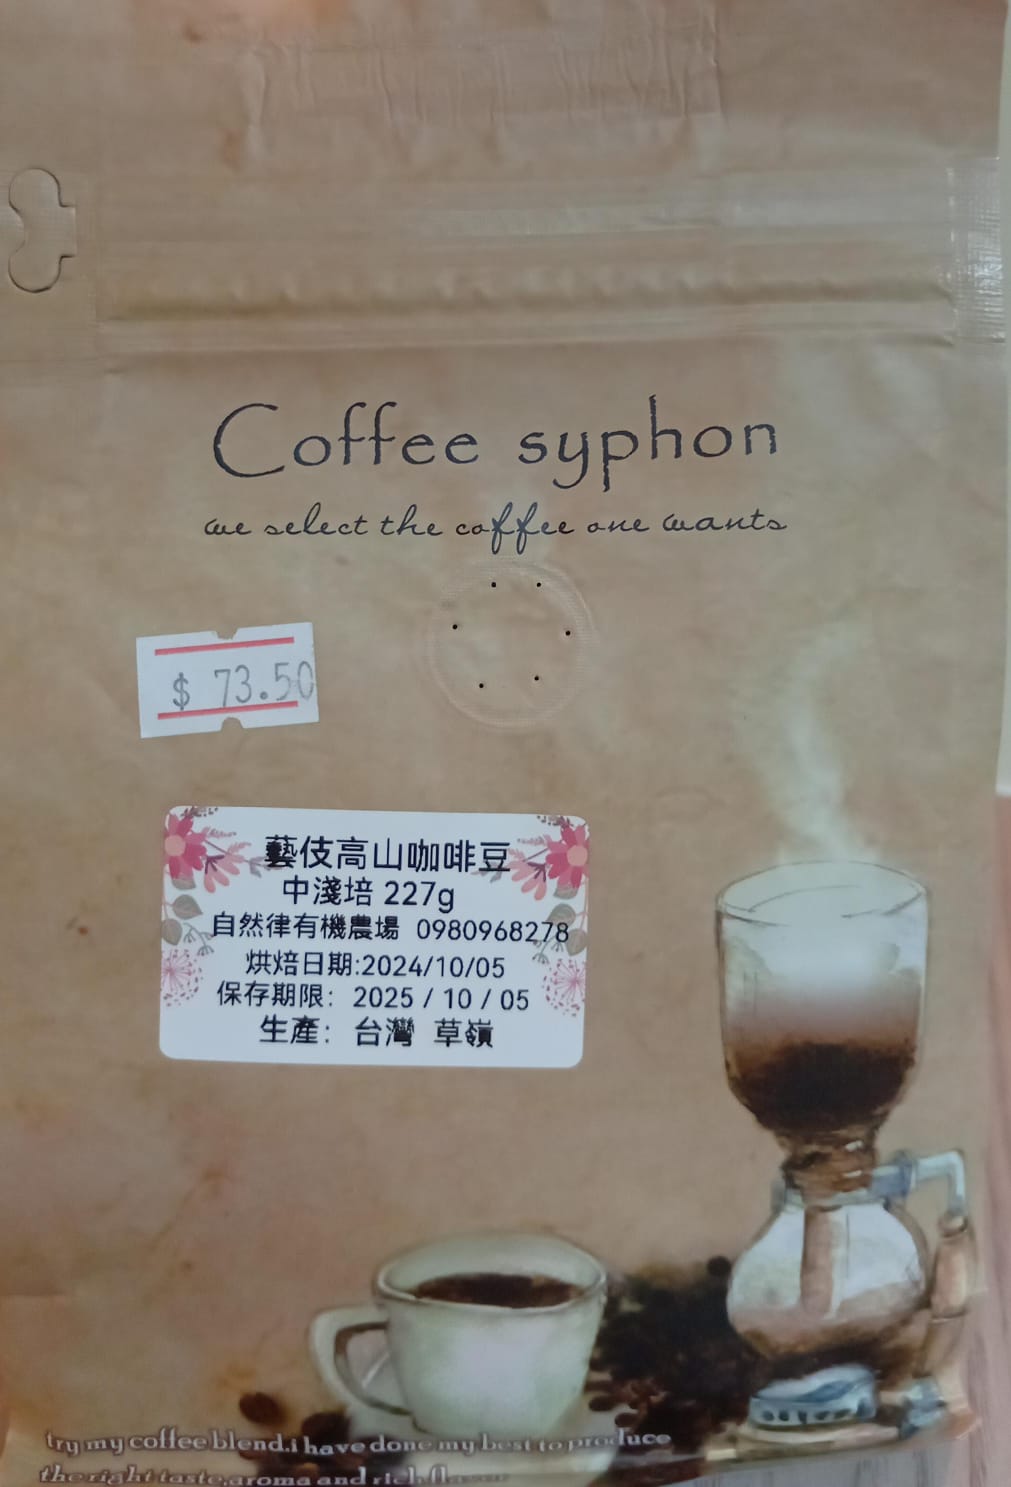 Coffee syphon
we select the coffee one wants
$ 73.50
藝伎高山咖啡豆
中淺培 227g
自然律有機農場 0980968278
烘焙日期:2024/10/05
保存期限: 2025 / 10 / 05
生產: 台灣 草嶺
try my coffee blend.i have done my best to produce
the right taste,aroma and rich flavour